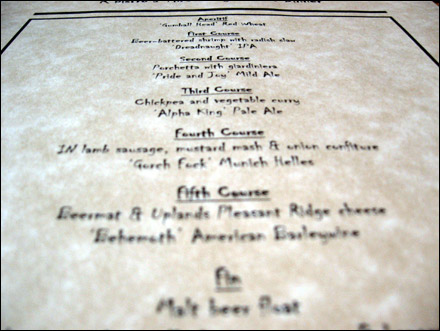 Aperitif
'Gumball Head' Red Wheat
First Course
Beer-battered shrimp with radish slaw
'Dreadnaught' IPA
Second Course
Porchetta with giardiniera
'Pride and Joy' Mild Ale
Third Course
Chickpea and vegetable curry
'Alpha King' Pale Ale
Fourth Course
IN lamb sausage, mustard mash & onion confiture
'Gorch Fock' Munich Helles
Fifth Course
Beermat & Uplands Pleasant Ridge cheese
'Behemoth' American Barleywine
Fin
Malt beer float